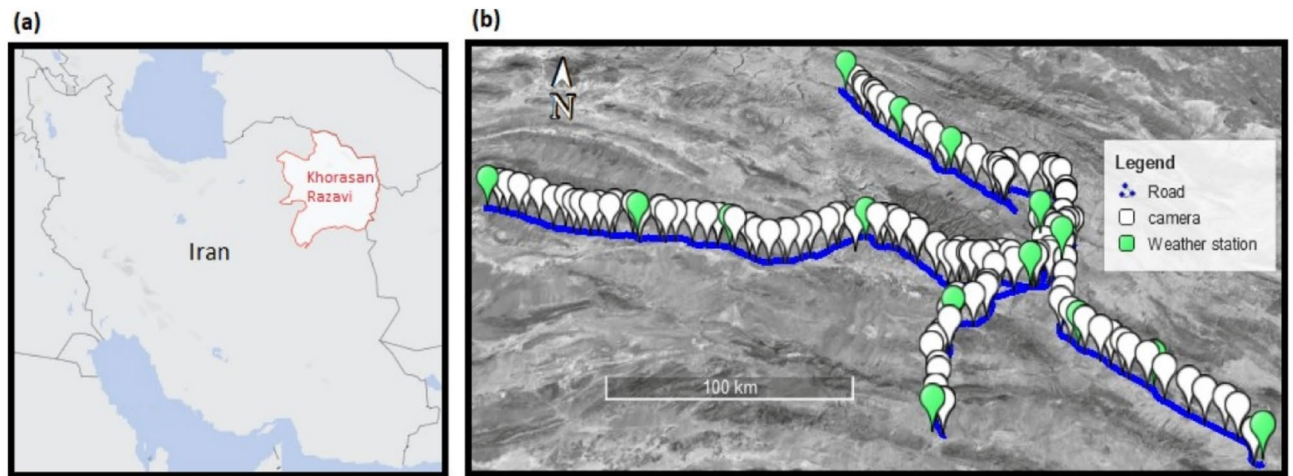 (a)
Khorasan
Razavi
Iran
(b)
N
Legend
Road
camera
Weather station
100 km